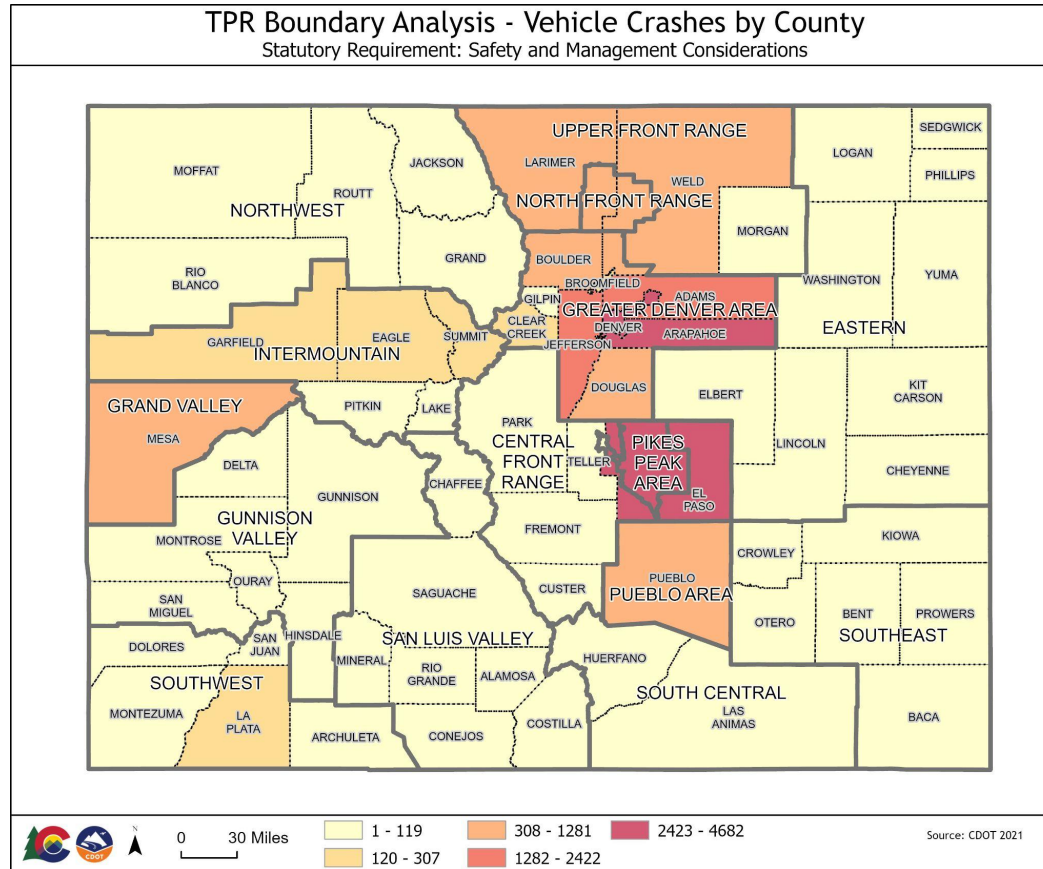 TPR Boundary Analysis - Vehicle Crashes by County
Statutory Requirement: Safety and Management Considerations
UPPER FRONT RANGE
SEDGWICK
LOGAN
JACKSON
LARIMER
MOFFAT
PHILLIPS
WELD
ROUTT
NORTH FRONT RANGE
NORTHWEST
MORGAN
GRAND
BOULDER
RIO
BLANCO
WASHINGTON
YUMA
BROOMFIELD
GILPIN
ADAMS
GREATER DENVER AREA
CLEAR
CREEK
DENVER
ARAPAHOE
EASTERN
SUMMIT
EAGLE
GARFIELD
JEFFERSON
INTERMOUNTAIN
DOUGLAS
ELBERT
KIT
CARSON
PITKIN
LAKE
GRAND VALLEY
PARK
MESA
CENTRAL
FRONT
RANGE
PIKES
PEAK
AREA
LINCOLN
TELLER
DELTA
CHEYENNE
CHAFFEE
GUNNISON
EL
PASO
GUNNISON
VALLEY
FREMONT
MONTROSE
KIOWA
CROWLEY
OURAY
PUEBLO
PUEBLO AREA
CUSTER
SAGUACHE
SAN
MIGUEL
BENT
PROWERS
OTERO
SOUTHEAST
SAN
JUAN
HINSDALE
SAN LUIS VALLEY
DOLORES
MINERAL
HUERFANO
RIO
GRANDE
ALAMOSA
SOUTHWEST
SOUTH CENTRAL
MONTEZUMA
LA
PLATA
COSTILLA
LAS
ANIMAS
BACA
ARCHULETA
CONEJOS
CDOT
N
0 30 Miles
1 - 119
308 - 1281
2423 - 4682
120 - 307
1282 - 2422
Source: CDOT 2021